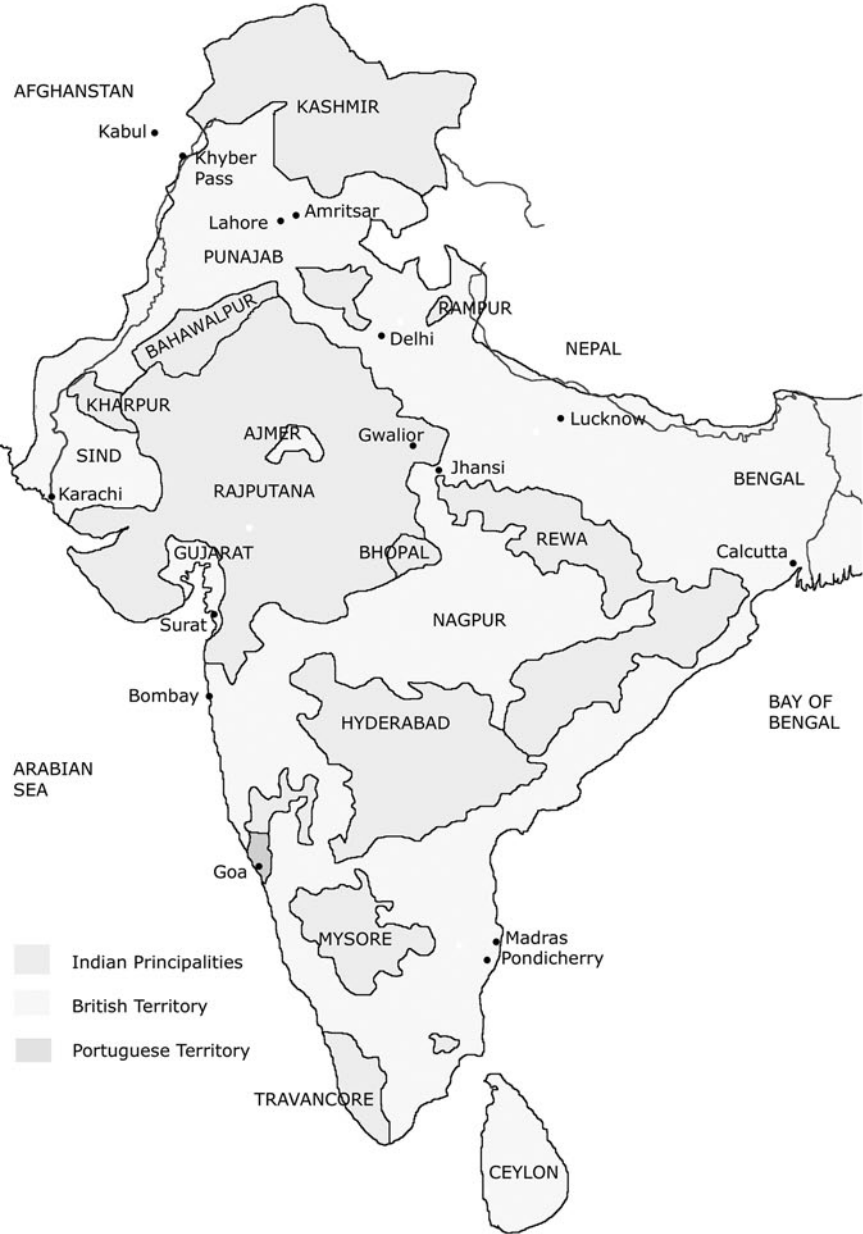 AFGHANSTAN
KASHMIR
Kabul
Khyber
Pass
Amritsar
Lahore
PUNAJAB
BAHAWALPUR
RAMPUR
Delhi
NEPAL
KHARPUR
Lucknow
AJMER
Gwalior
SIND
Jhansi
BENGAL
Karachi
RAJPUTANA
REWA
GUJARAT
BHOPAL
Calcutta
Surat
NAGPUR
Bombay
BAY OF
BENGAL
HYDERABAD
ARABIAN
SEA
Goa
MYSORE
Madras
Pondicherry
Indian Principalities
British Territory
Portuguese Territory
TRAVANCORE
CEYLON